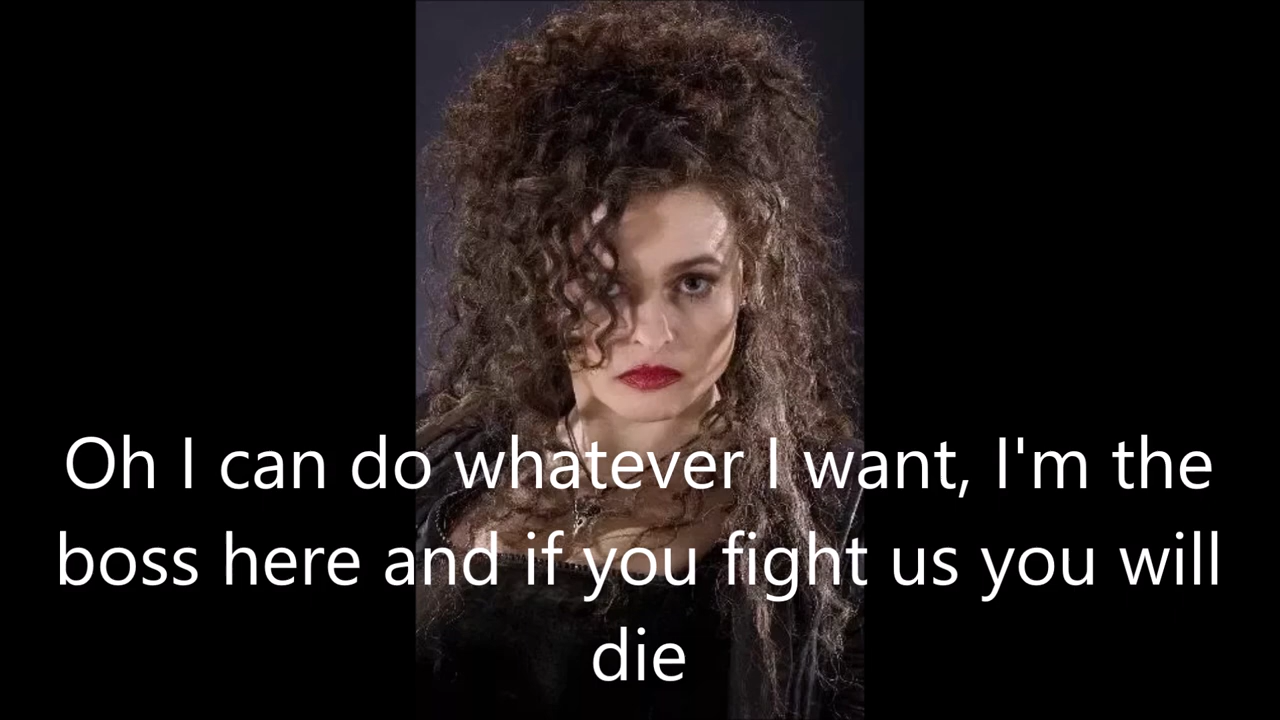 Oh I can do whatever I want, I'm the
boss here and if you fight us you will
die